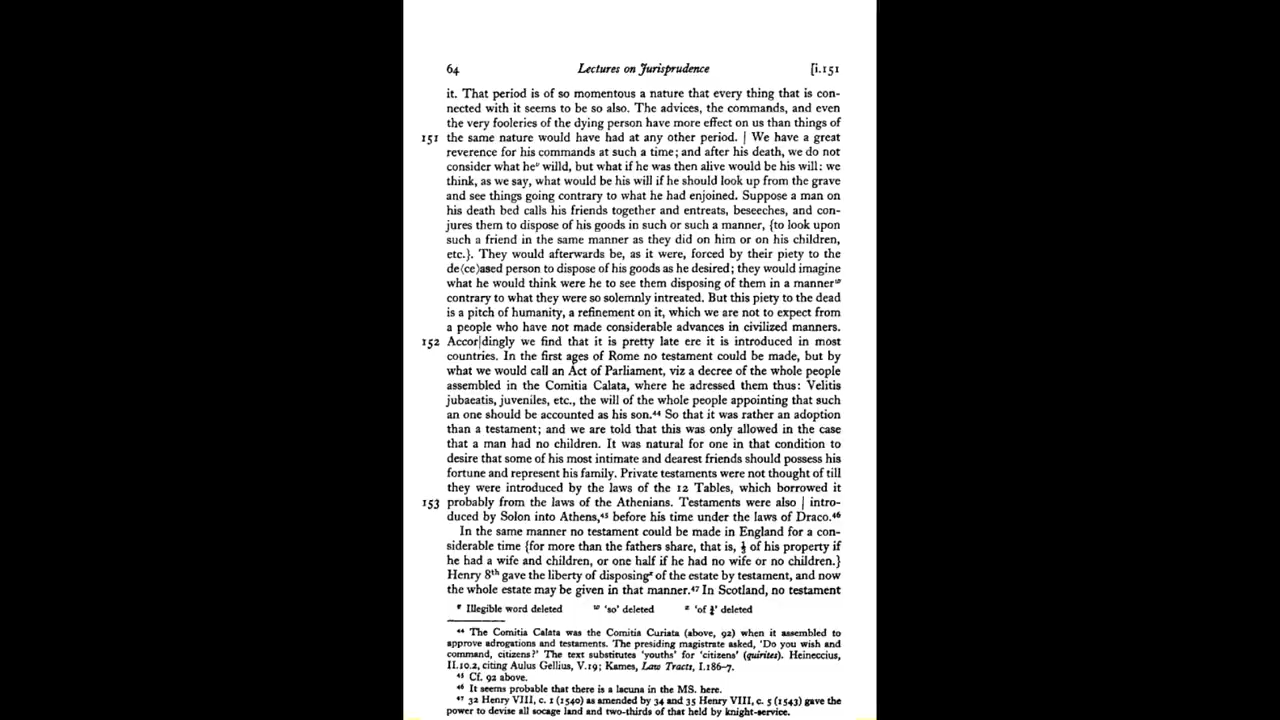 64 Lectures on Jurisprudence [i.151
it. That period is of so momentous a nature that every thing that is con-
nected with it seems to be so also. The advices, the commands, and even
the very fooleries of the dying person have more effect on us than things of
151 the same nature would have had at any other period. | We have a great
reverence for his commands at such a time; and after his death, we do not
consider what he willd, but what if he was then alive would be his will: we
think, as we say, what would be his will if he should look up from the grave
and see things going contrary to what he had enjoined. Suppose a man on
his death bed calls his friends together and entreats, beseeches, and con-
jures them to dispose of his goods in such or such a manner, {to look upon
such a friend in the same manner as they did on him or on his children,
etc.}. They would afterwards be, as it were, forced by their piety to the
de⟨ce⟩ased person to dispose of his goods as he desired; they would imagine
what he would think were he to see them disposing of them in a mannerʷ
contrary to what they were so solemnly intreated. But this piety to the dead
is a pitch of humanity, a refinement on it, which we are not to expect from
a people who have not made considerable advances in civilized manners.
152 Accor|dingly we find that it is pretty late ere it is introduced in most
countries. In the first ages of Rome no testament could be made, but by
what we would call an Act of Parliament, viz a decree of the whole people
assembled in the Comitia Calata, where he adressed them thus: Velitis
jubaeatis, juveniles, etc., the will of the whole people appointing that such
an one should be accounted as his son.⁴⁴ So that it was rather an adoption
than a testament; and we are told that this was only allowed in the case
that a man had no children. It was natural for one in that condition to
desire that some of his most intimate and dearest friends should possess his
fortune and represent his family. Private testaments were not thought of till
they were introduced by the laws of the 12 Tables, which borrowed it
153 probably from the laws of the Athenians. Testaments were also | intro-
duced by Solon into Athens,⁴⁵ before his time under the laws of Draco.⁴⁶
In the same manner no testament could be made in England for a con-
siderable time {for more than the fathers share, that is, of his property if
he had a wife and children, or one half if he had no wife or no children.}
Henry 8ᵗʰ gave the liberty of disposing of the estate by testament, and now
the whole estate may be given in that manner.⁴⁷ In Scotland, no testament
Illegible word deleted ʷ 'so' deleted 'of deleted
⁴⁴ The Comitia Calata was the Comitia Curiata (above, 92) when it assembled to
approve adrogations and testaments. The presiding magistrate asked, 'Do you wish and
command, citizens?' The text substitutes 'youths' for 'citizens' (quirites). Heineccius,
II.10.2, citing Aulus Gellius, V.19; Kames, Law Tracts, I.186–7.
⁴⁵ Cf. 92 above.
⁴⁶ It seems probable that there is a lacuna in the MS. here.
⁴⁷ 32 Henry VIII, c. 1 (1540) as amended by 34 and 35 Henry VIII, c. 5 (1543) gave the
power to devise all socage land and two-thirds of that held by knight-service.